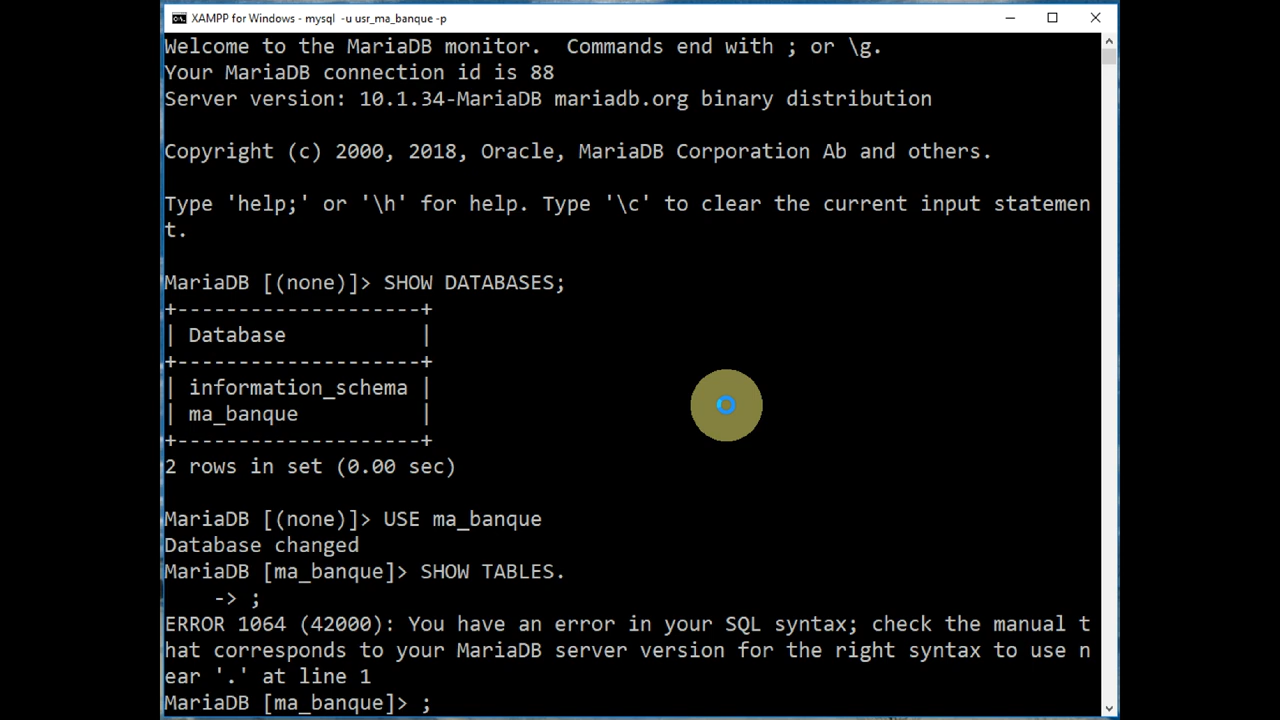 XAMPP for Windows - mysql -u usr_ma_banque -p
Welcome to the MariaDB monitor.  Commands end with ; or \g.
Your MariaDB connection id is 88
Server version: 10.1.34-MariaDB mariadb.org binary distribution
Copyright (c) 2000, 2018, Oracle, MariaDB Corporation Ab and others.
Type 'help;' or '\h' for help. Type '\c' to clear the current input statemen
t.
MariaDB [(none)]> SHOW DATABASES;
+--------------------+
| Database           |
+--------------------+
| information_schema |
| ma_banque          |
+--------------------+
2 rows in set (0.00 sec)
MariaDB [(none)]> USE ma_banque
Database changed
MariaDB [ma_banque]> SHOW TABLES.
    -> ;
ERROR 1064 (42000): You have an error in your SQL syntax; check the manual t
hat corresponds to your MariaDB server version for the right syntax to use n
ear '.' at line 1
MariaDB [ma_banque]> ;